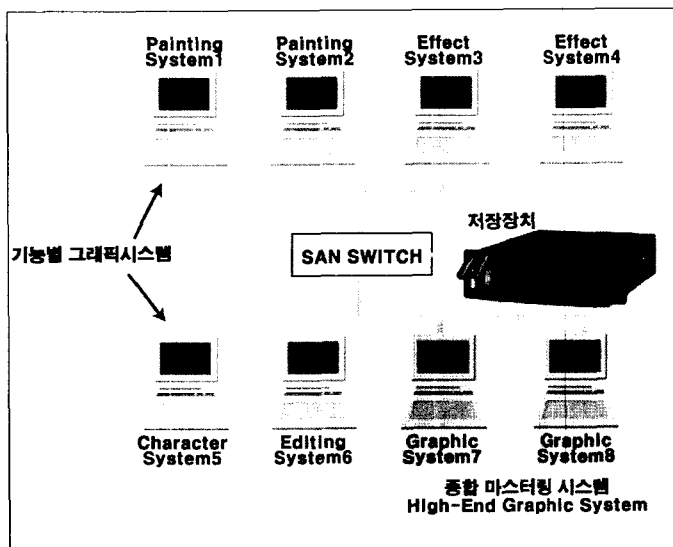 Painting
System1
Painting
System2
Effect
System3
Effect
System4
기능별 그래픽시스템
SAN SWITCH
저장장치
Character
System5
Editing
System6
Graphic
System7
Graphic
System8
종합 마스터링 시스템
High-End Graphic System